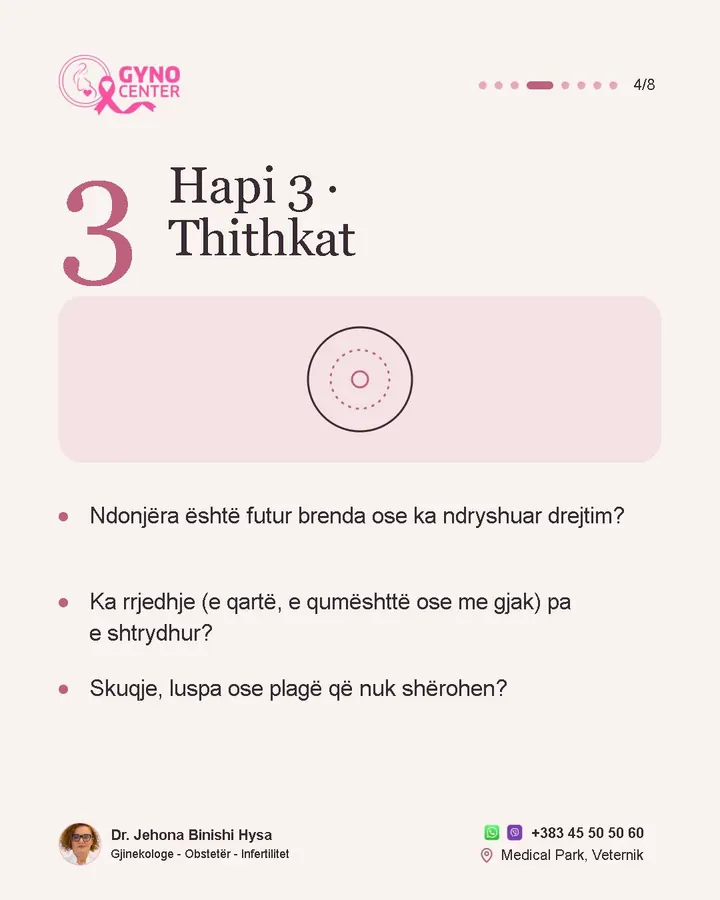 GYNO
CENTER
4/8
3
Hapi 3 ·
Thithkat
Ndonjëra është futur brenda ose ka ndryshuar drejtim?
Ka rrjedhje (e qartë, e qumështtë ose me gjak) pa
e shtrydhur?
Skuqje, luspa ose plagë që nuk shërohen?
Dr. Jehona Binishi Hysa
Gjinekologe - Obstetër - Infertilitet
+383 45 50 50 60
Medical Park, Veternik